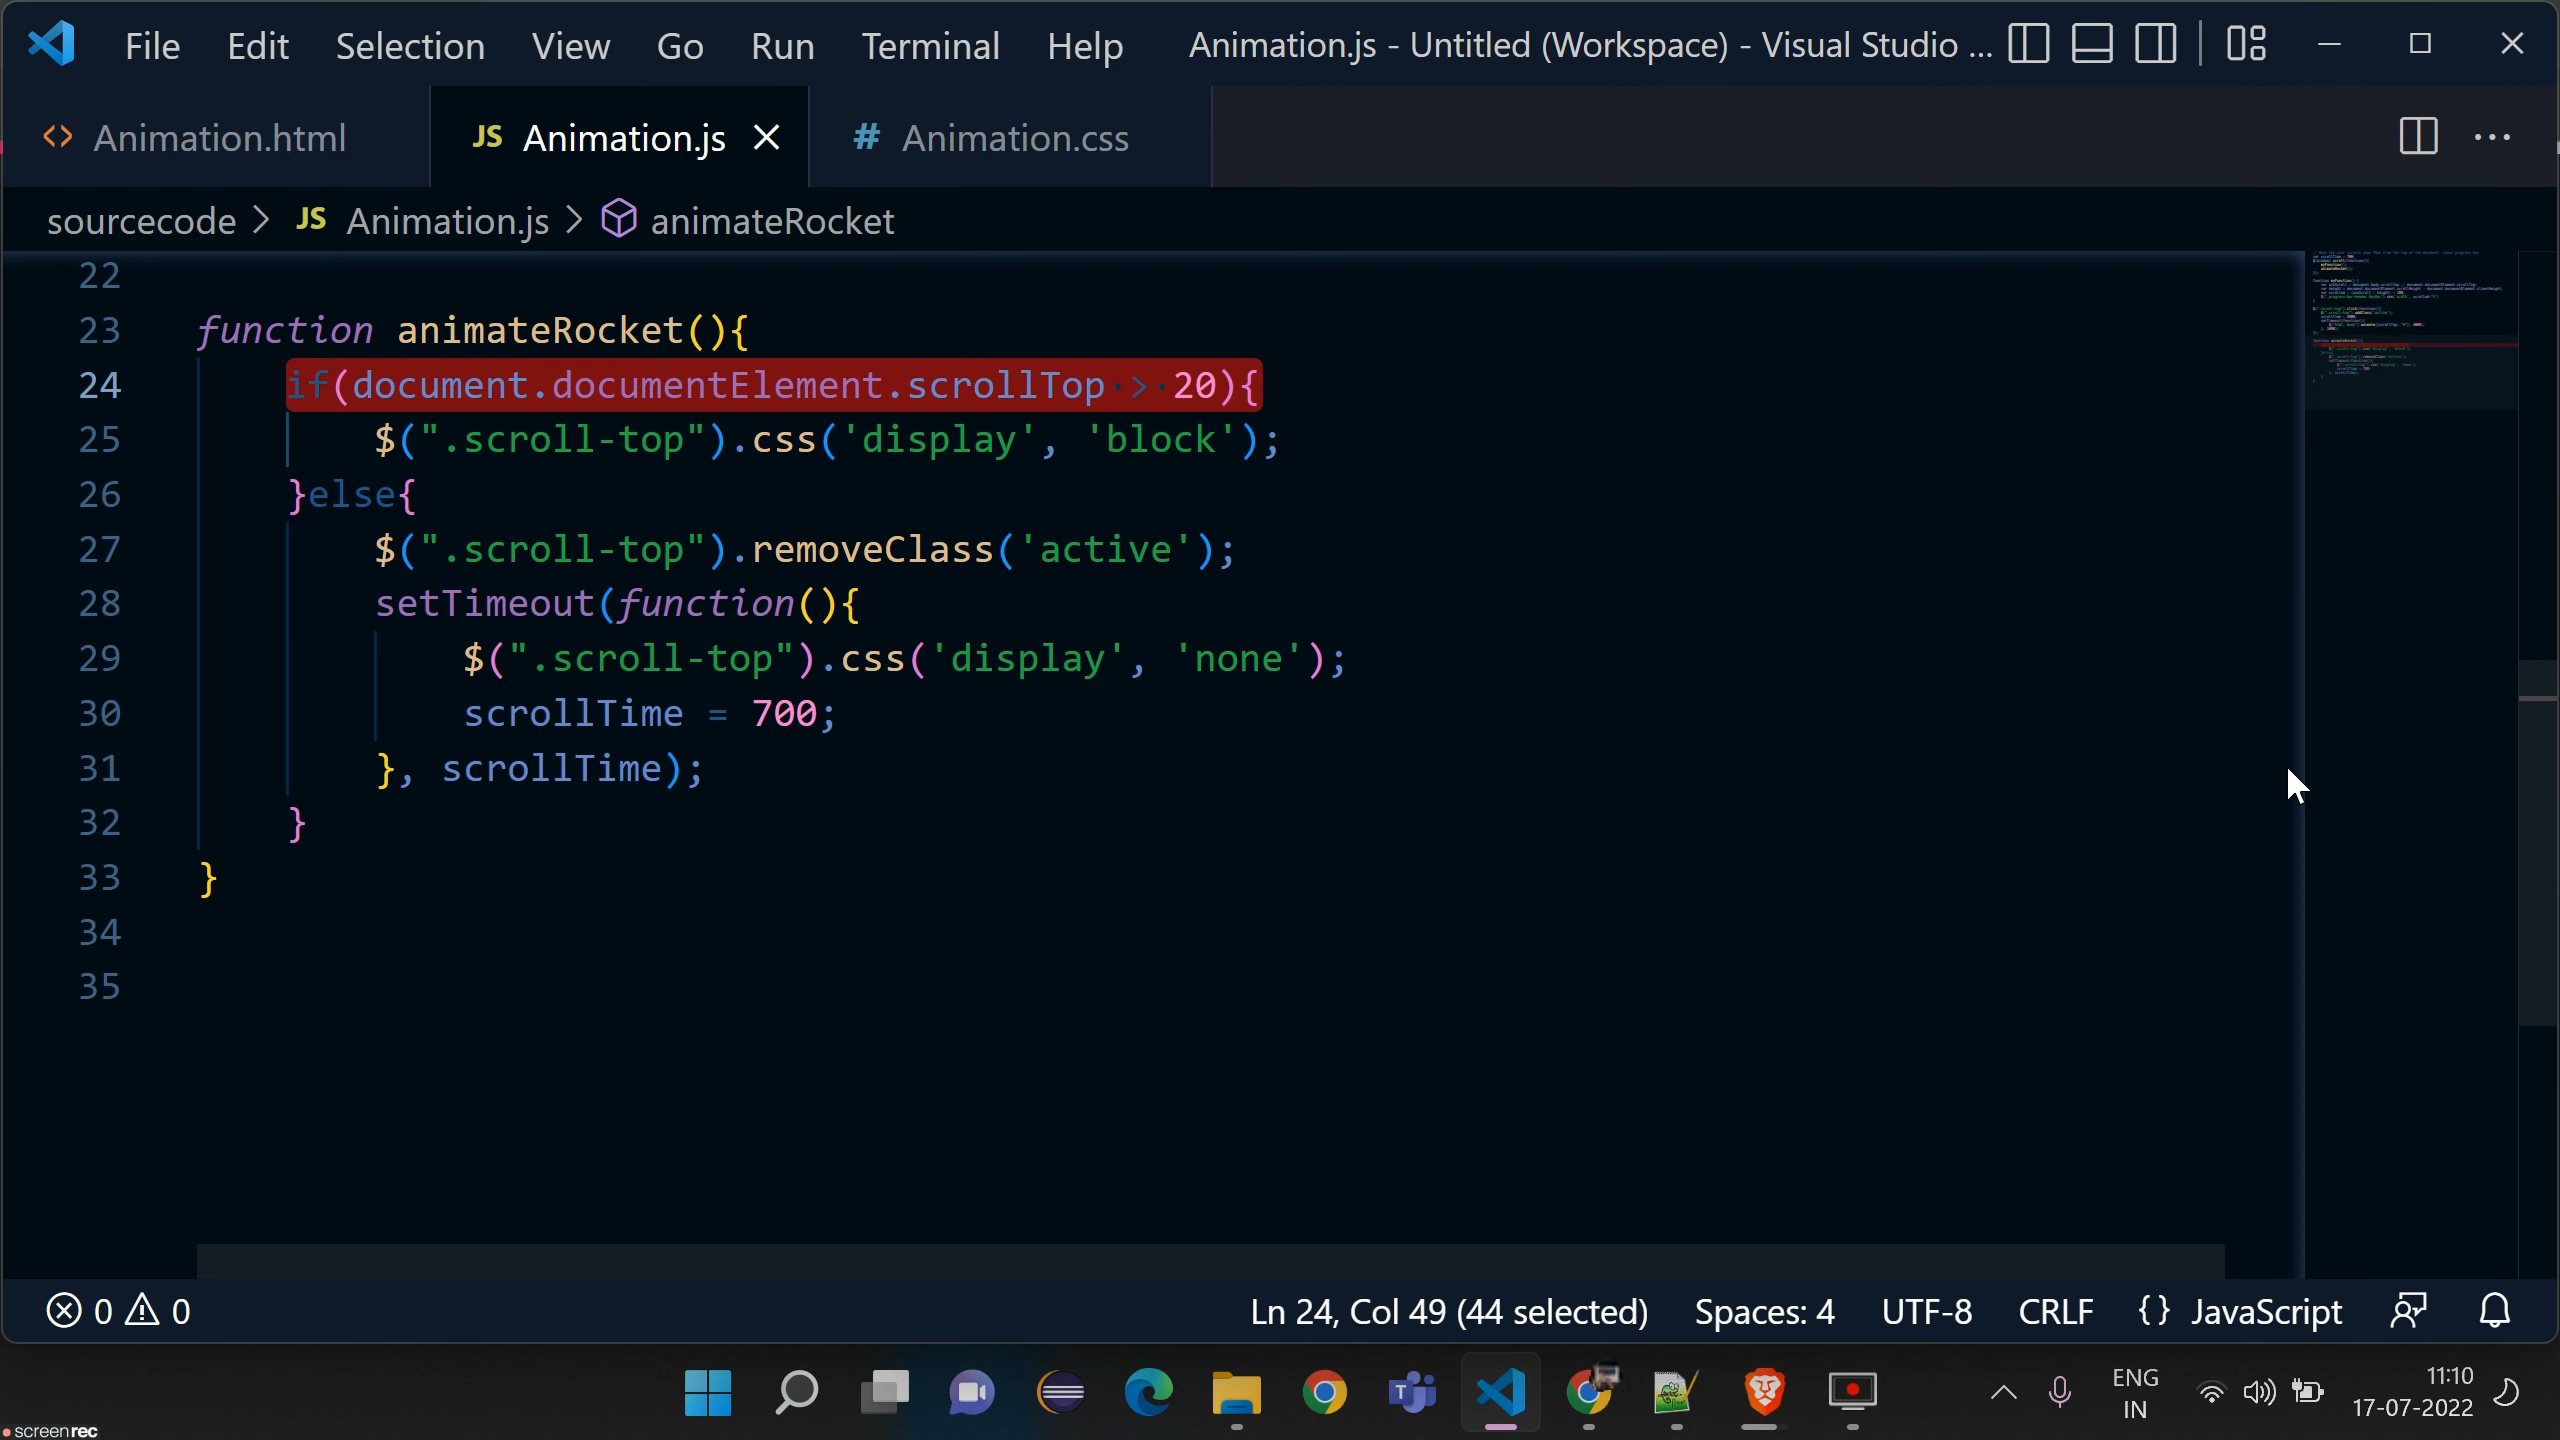 File Edit Selection View Go Run Terminal Help Animation.js - Untitled (Workspace) - Visual Studio ...
<> Animation.html JS Animation.js # Animation.css
sourcecode > JS Animation.js > animateRocket
22
23 function animateRocket(){
24 if(document.documentElement.scrollTop > 20){
25 $(".scroll-top").css('display', 'block');
26 }else{
27 $(".scroll-top").removeClass('active');
28 setTimeout(function(){
29 $(".scroll-top").css('display', 'none');
30 scrollTime = 700;
31 }, scrollTime);
32 }
33 }
34
35
0 0 Ln 24, Col 49 (44 selected) Spaces: 4 UTF-8 CRLF {} JavaScript
ENG
IN
11:10
17-07-2022
screenrec